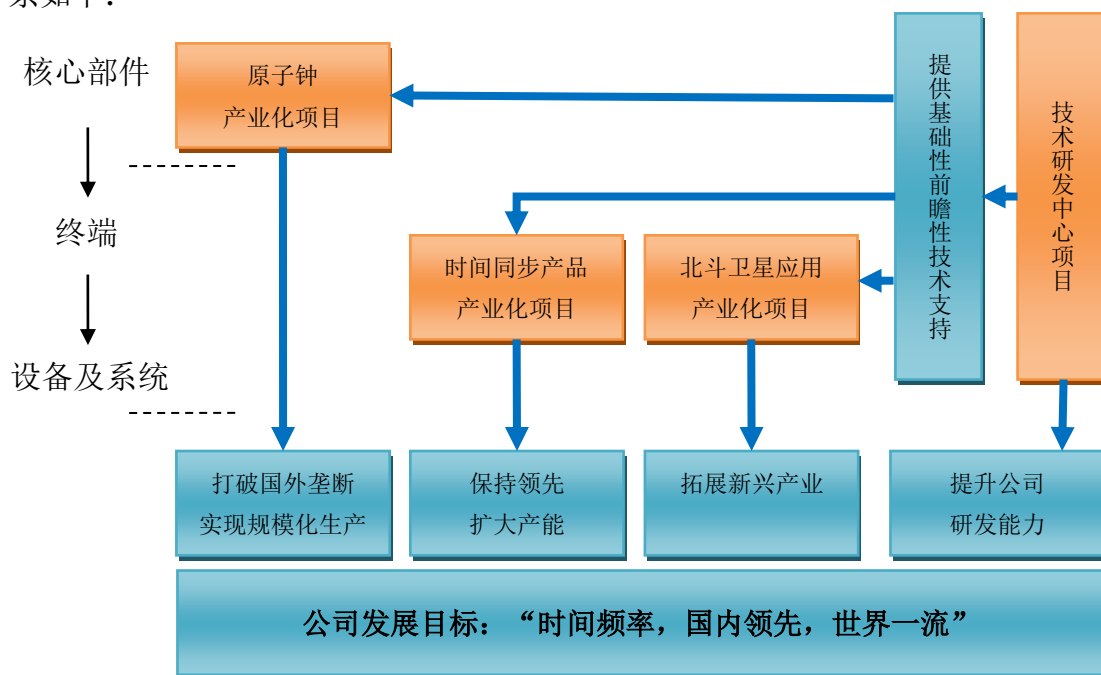 系如下：
核心部件
原子钟
产业化项目
提供基础性前瞻性技术支持
技术研发中心项目
终端
时间同步产品
产业化项目
北斗卫星应用
产业化项目
设备及系统
打破国外垄断
实现规模化生产
保持领先
扩大产能
拓展新兴产业
提升公司
研发能力
公司发展目标：“时间频率，国内领先，世界一流”